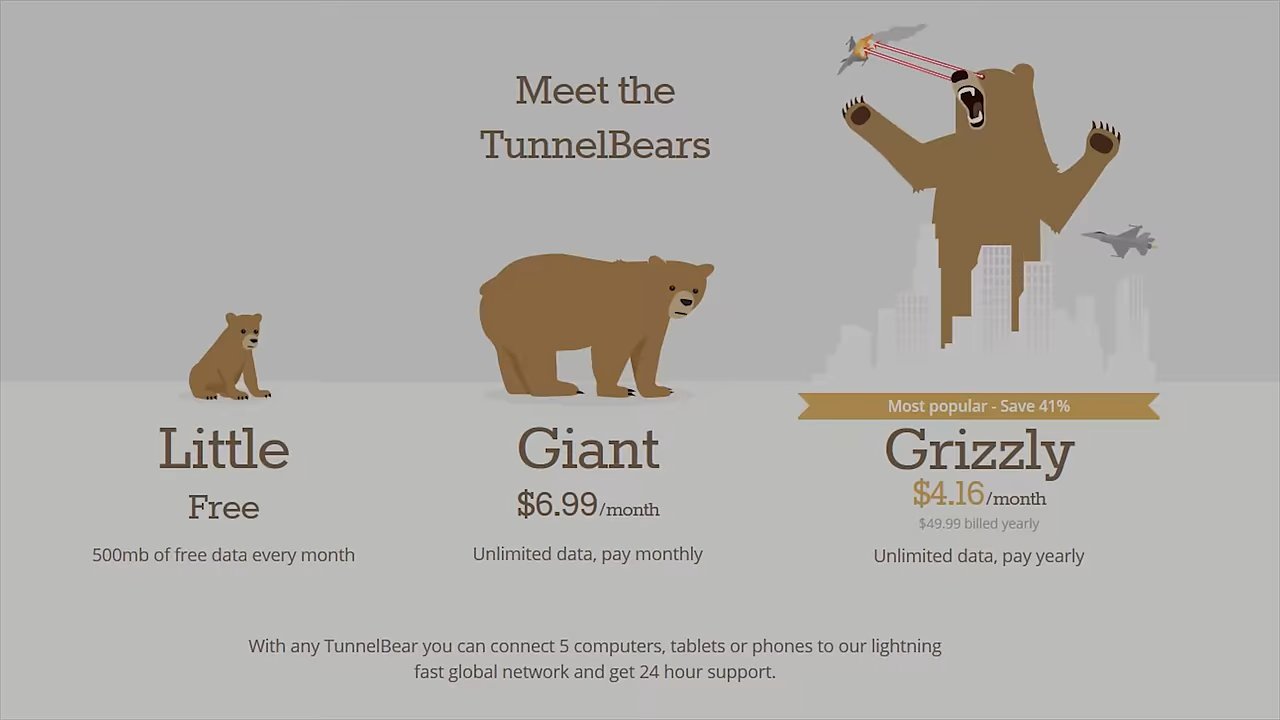 Meet the
TunnelBears
Most popular - Save 41%
Little
Free
500mb of free data every month
Giant
$6.99/month
Unlimited data, pay monthly
Grizzly
$4.16/month
$49.99 billed yearly
Unlimited data, pay yearly
With any TunnelBear you can connect 5 computers, tablets or phones to our lightning
fast global network and get 24 hour support.